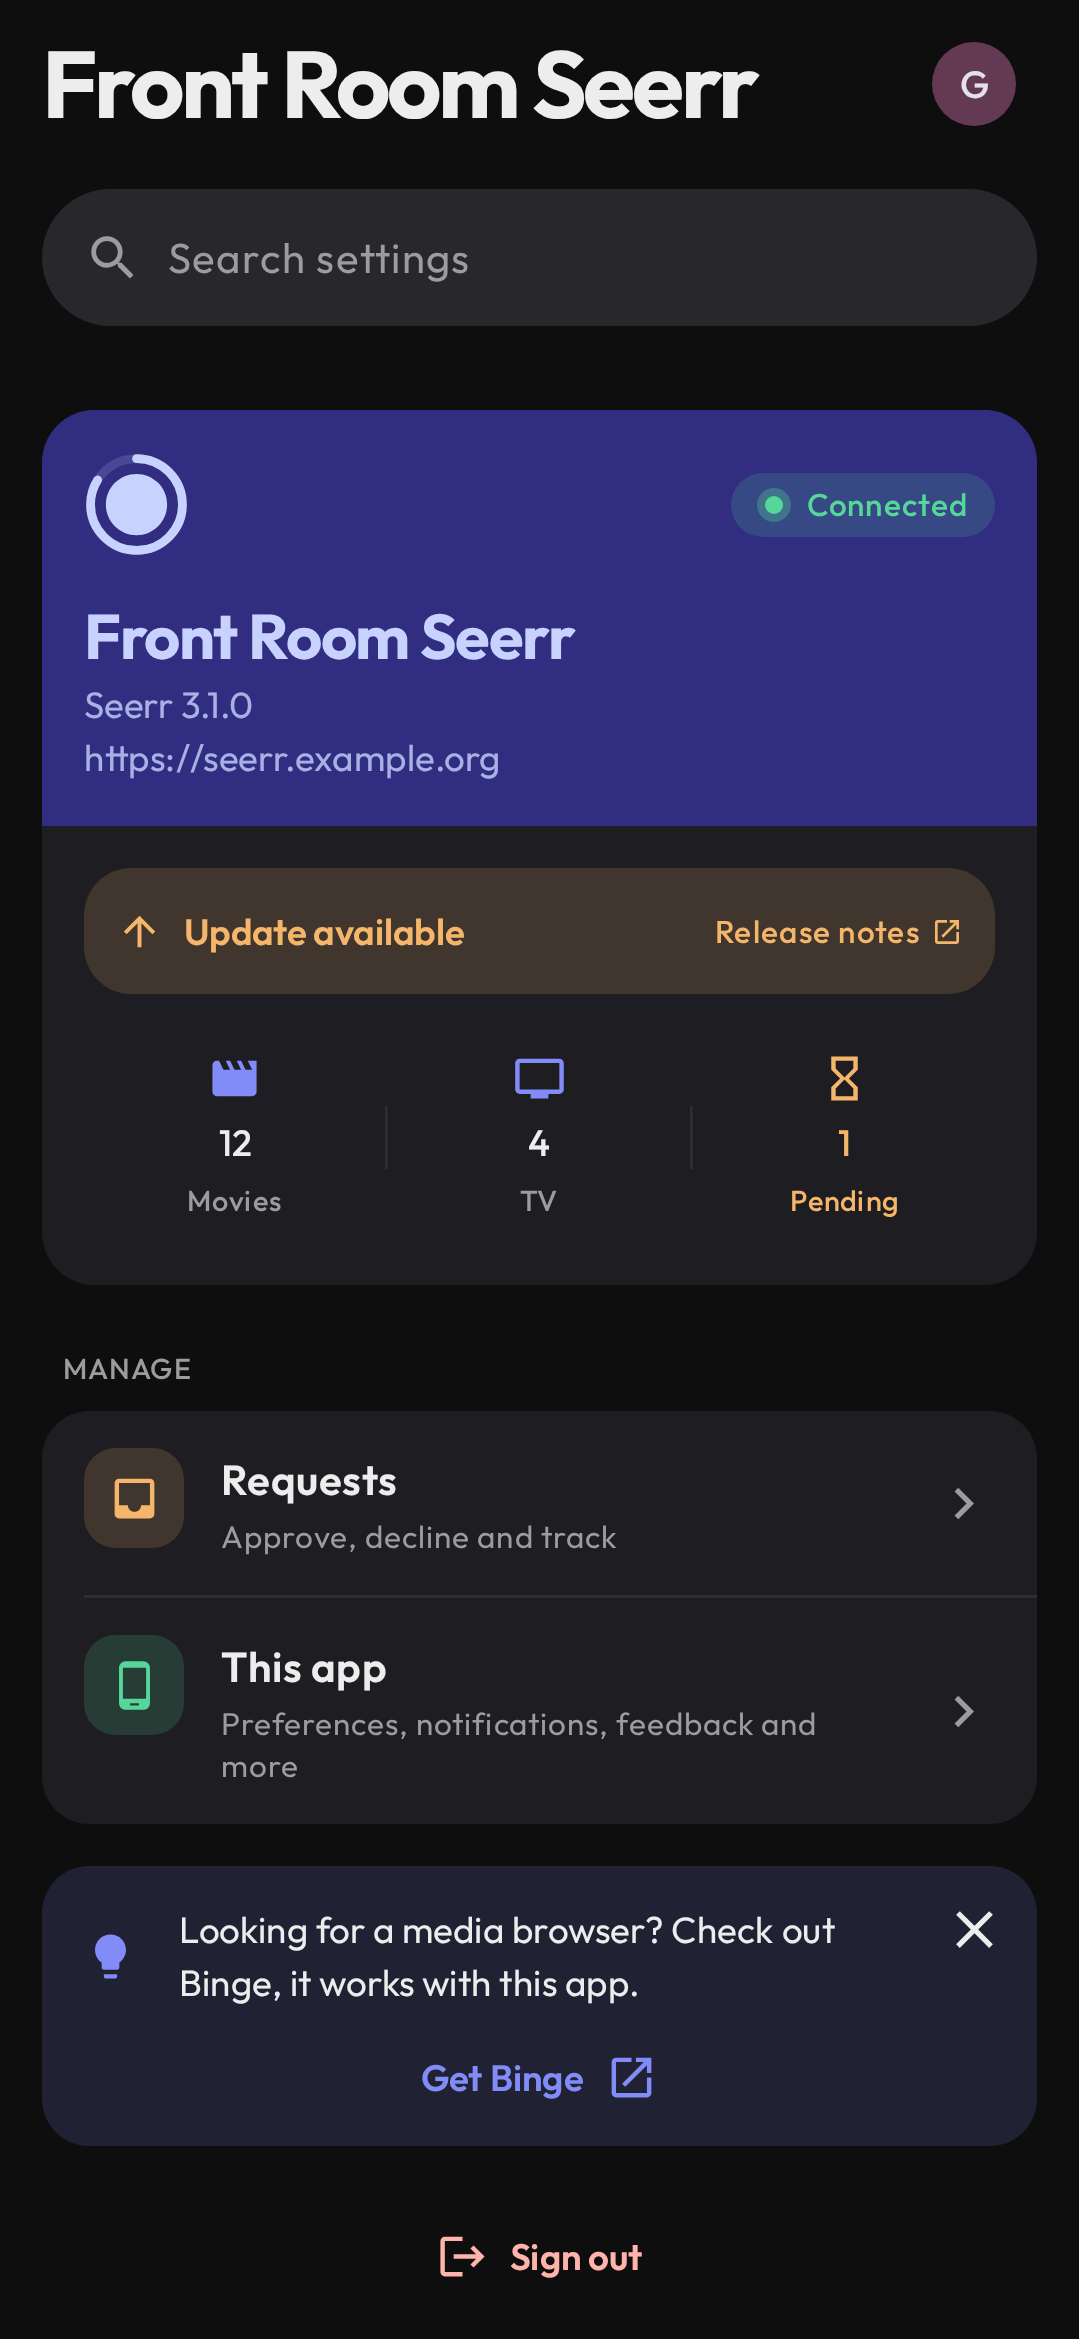 Front Room Seerr
G
Search settings
Connected
Front Room Seerr
Seerr 3.1.0
https://seerr.example.org
Update available
Release notes
12
4
1
Movies
TV
Pending
MANAGE
Requests
Approve, decline and track
This app
Preferences, notifications, feedback and
more
Looking for a media browser? Check out
Binge, it works with this app.
Get Binge
Sign out